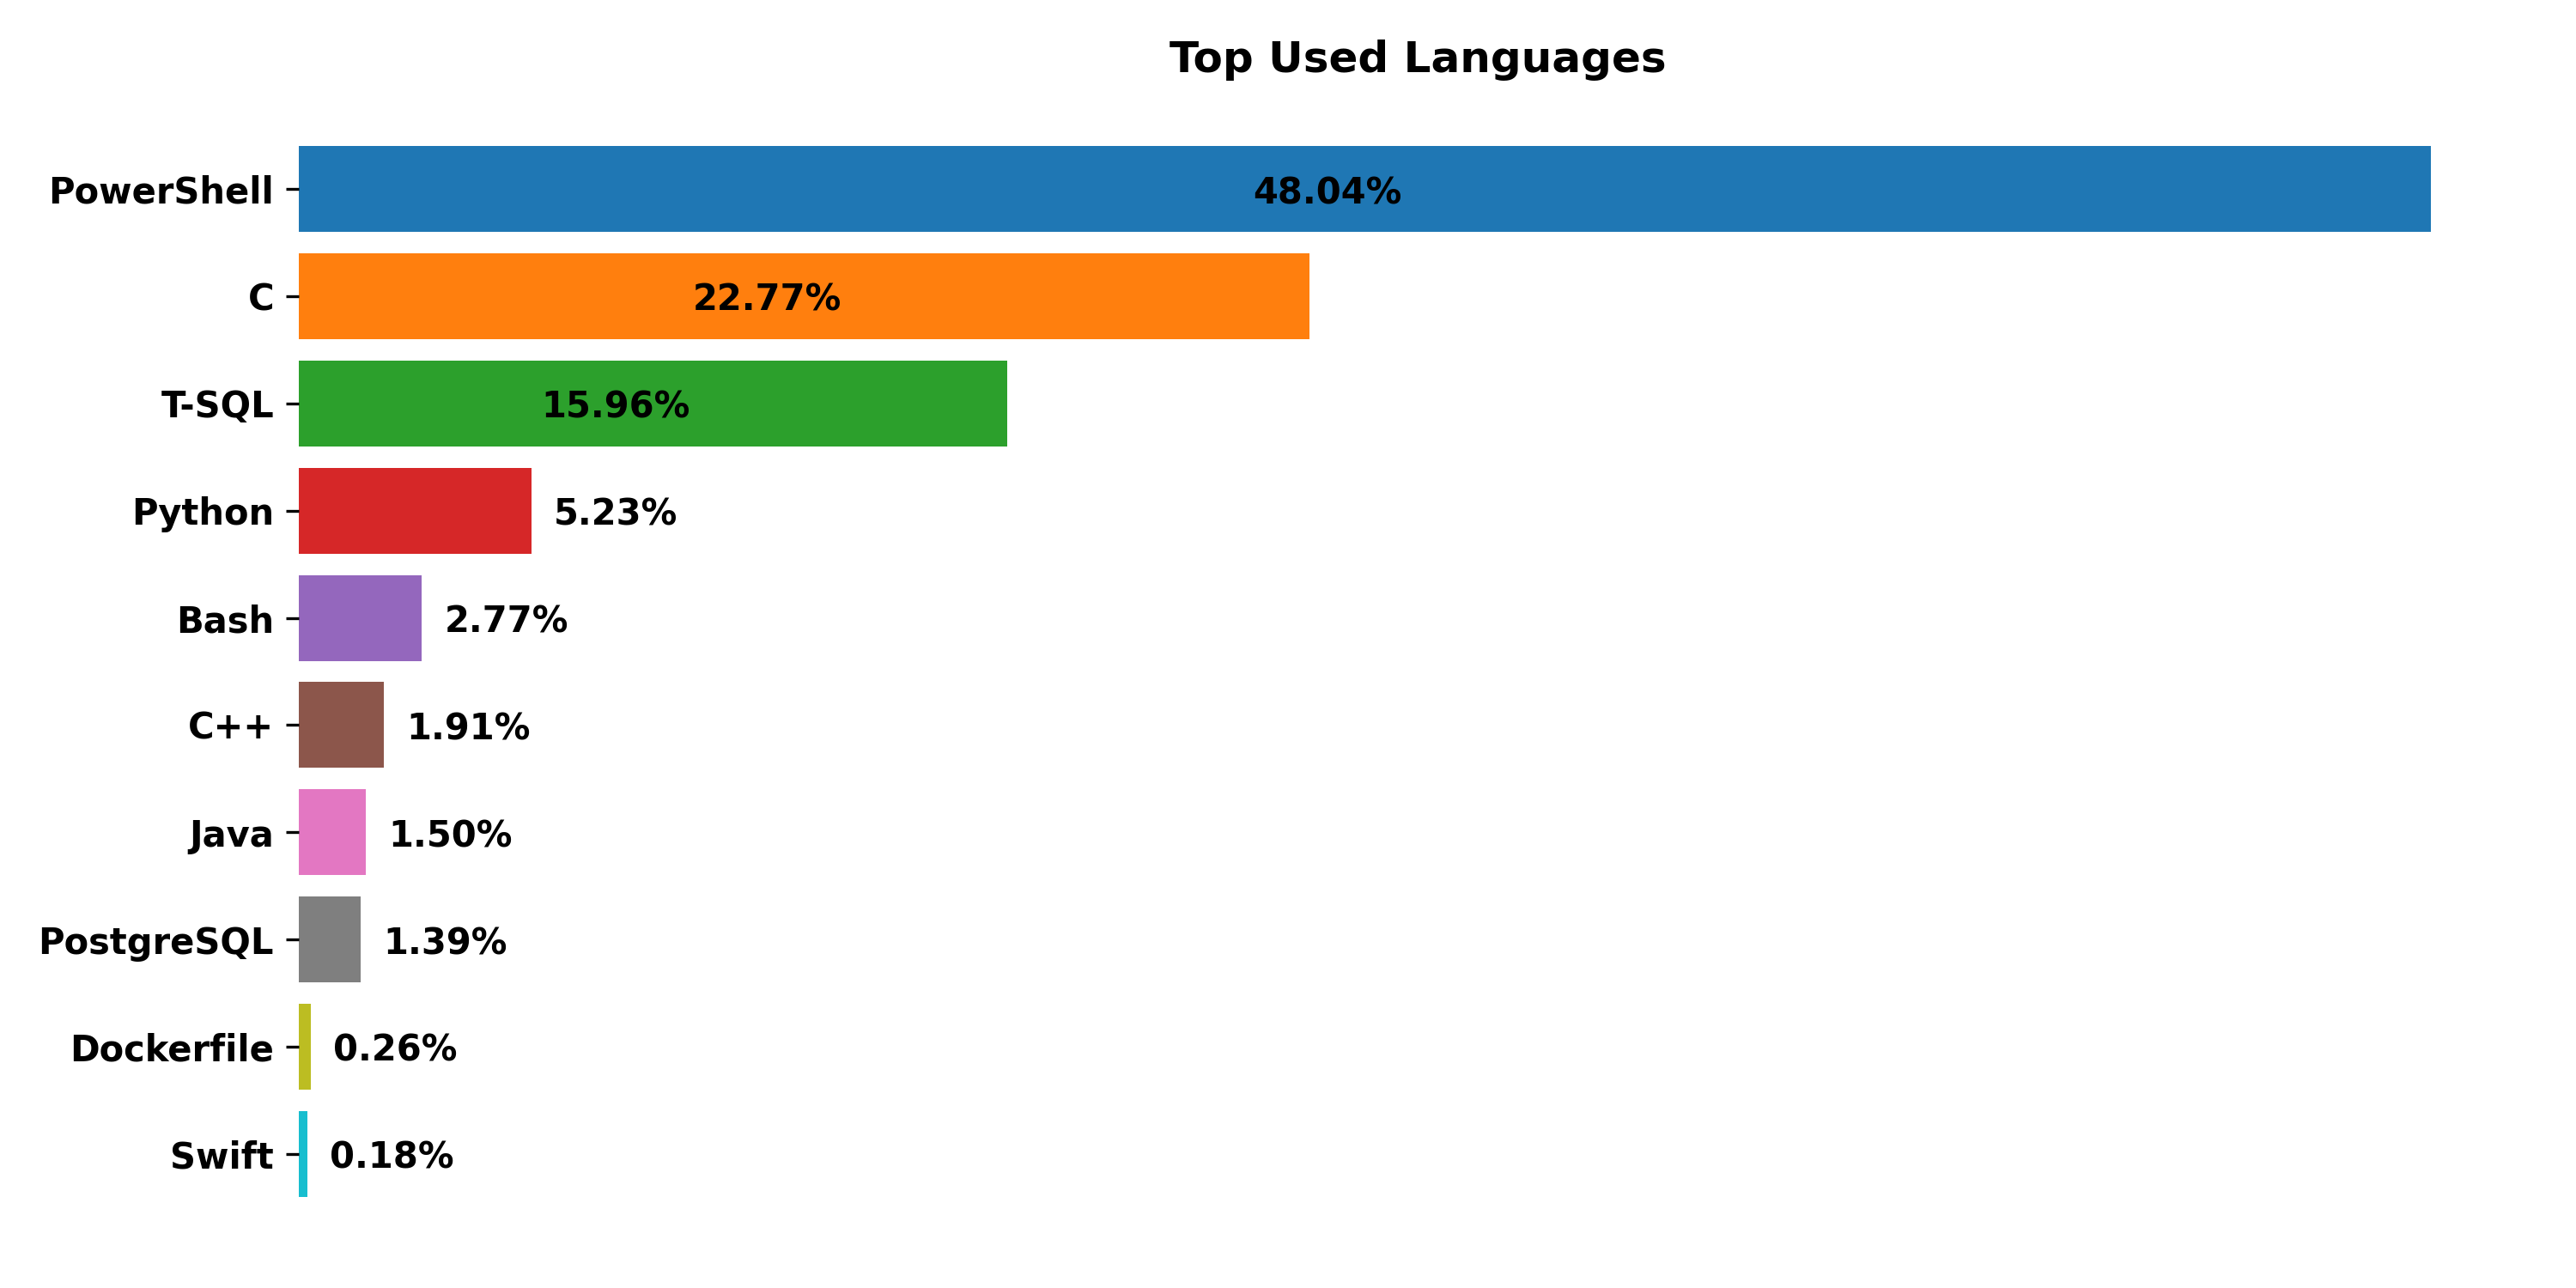 Top Used Languages
PowerShell 48.04%
C 22.77%
T-SQL 15.96%
Python 5.23%
Bash 2.77%
C++ 1.91%
Java 1.50%
PostgreSQL 1.39%
Dockerfile 0.26%
Swift 0.18%